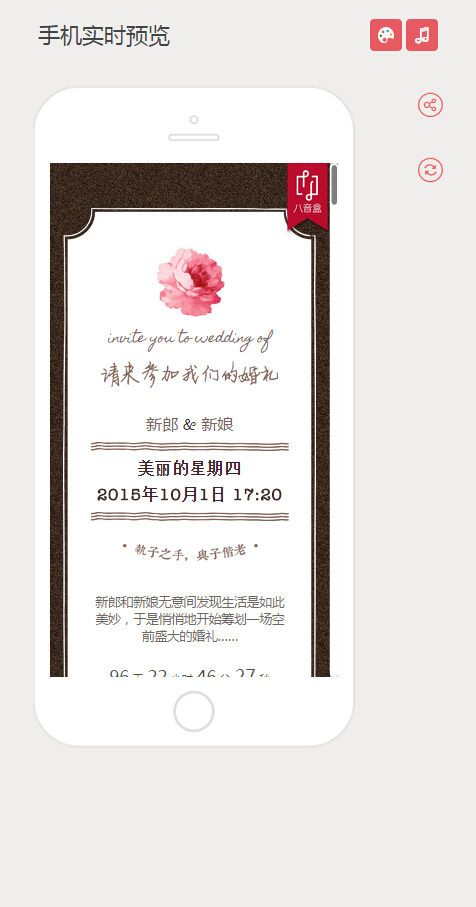 手机实时预览
八音盒
invite you to wedding of
请来参加我们的婚礼
新郎 & 新娘
美丽的星期四
2015年10月1日 17:20
• 执子之手，与子偕老 •
新郎和新娘无意间发现生活是如此
美妙，于是悄悄地开始筹划一场空
前盛大的婚礼......
96 天 22 小时 46 分 27 秒